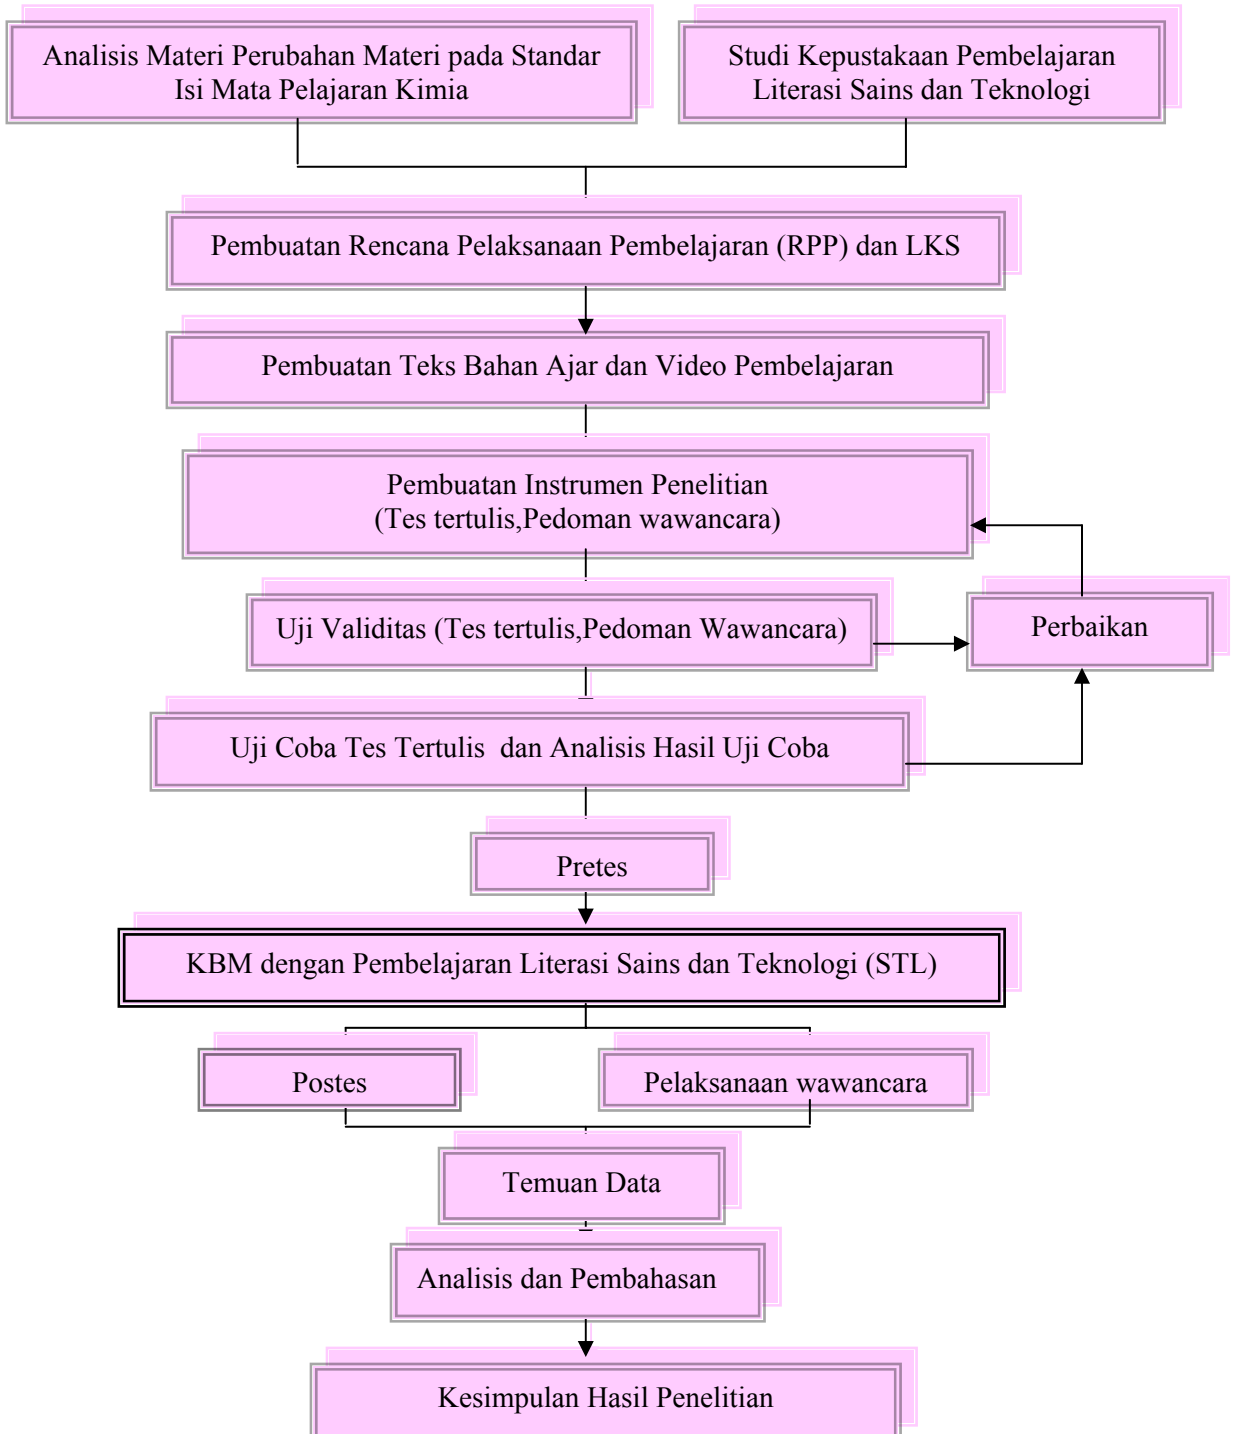 Analisis Materi Perubahan Materi pada Standar
Isi Mata Pelajaran Kimia
Studi Kepustakaan Pembelajaran
Literasi Sains dan Teknologi
Pembuatan Rencana Pelaksanaan Pembelajaran (RPP) dan LKS
Pembuatan Teks Bahan Ajar dan Video Pembelajaran
Pembuatan Instrumen Penelitian
(Tes tertulis,Pedoman wawancara)
Uji Validitas (Tes tertulis,Pedoman Wawancara)
Perbaikan
Uji Coba Tes Tertulis  dan Analisis Hasil Uji Coba
Pretes
KBM dengan Pembelajaran Literasi Sains dan Teknologi (STL)
Postes
Pelaksanaan wawancara
Temuan Data
Analisis dan Pembahasan
Kesimpulan Hasil Penelitian